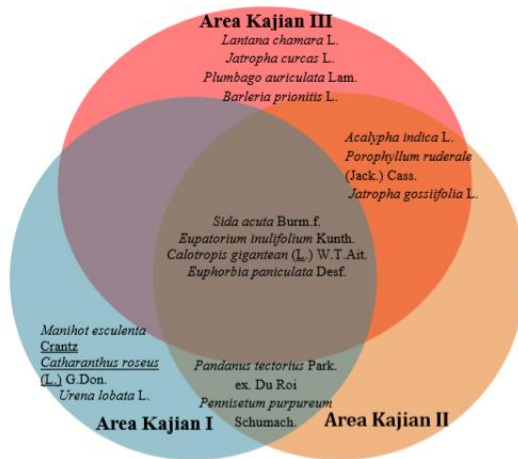 Area Kajian III
Lantana chamara L.
Jatropha curcas L.
Plumbago auriculata Lam.
Barleria prionitis L.
Acalypha indica L.
Porophyllum ruderale
(Jack.) Cass.
Jatropha gossiifolia L.
Sida acuta Burm.f.
Eupatorium inulifolium Kunth.
Calotropis gigantean (L.) W.T.Ait.
Euphorbia paniculata Desf.
Manihot esculenta
Crantz
Catharanthus roseus
(L.) G.Don.
Urena lobata L.
Pandanus tectorius Park.
ex. Du Roi
Pennisetum purpureum
Schumach.
Area Kajian I
Area Kajian II